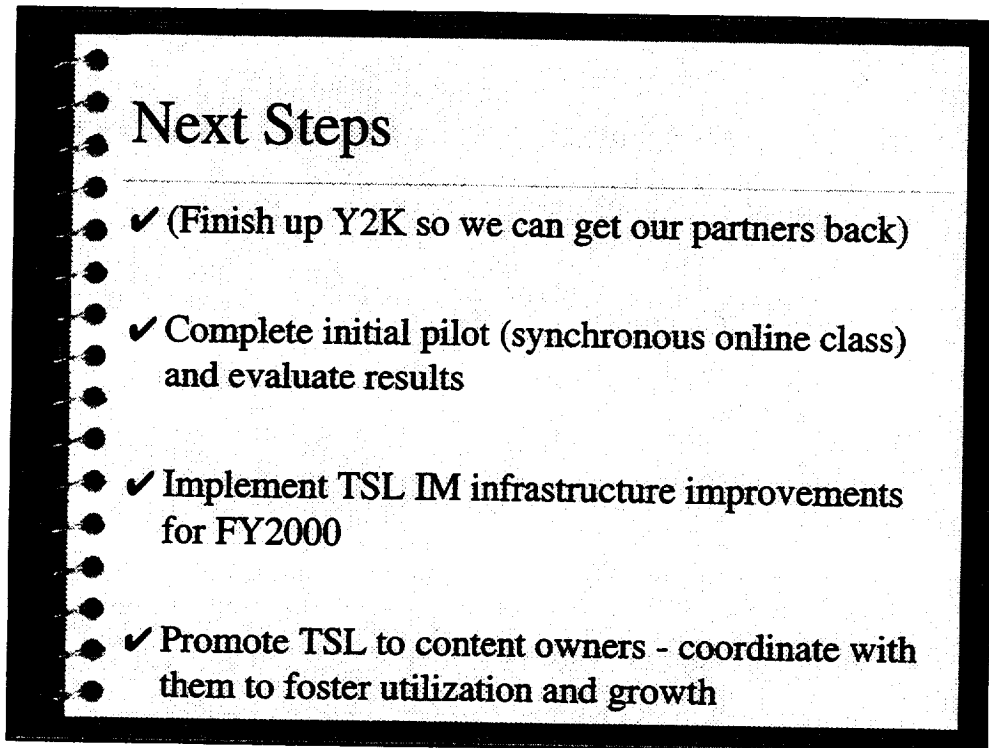 Next Steps
✔ (Finish up Y2K so we can get our partners back)
✔ Complete initial pilot (synchronous online class)
and evaluate results
✔ Implement TSL IM infrastructure improvements
for FY2000
✔ Promote TSL to content owners - coordinate with
them to foster utilization and growth